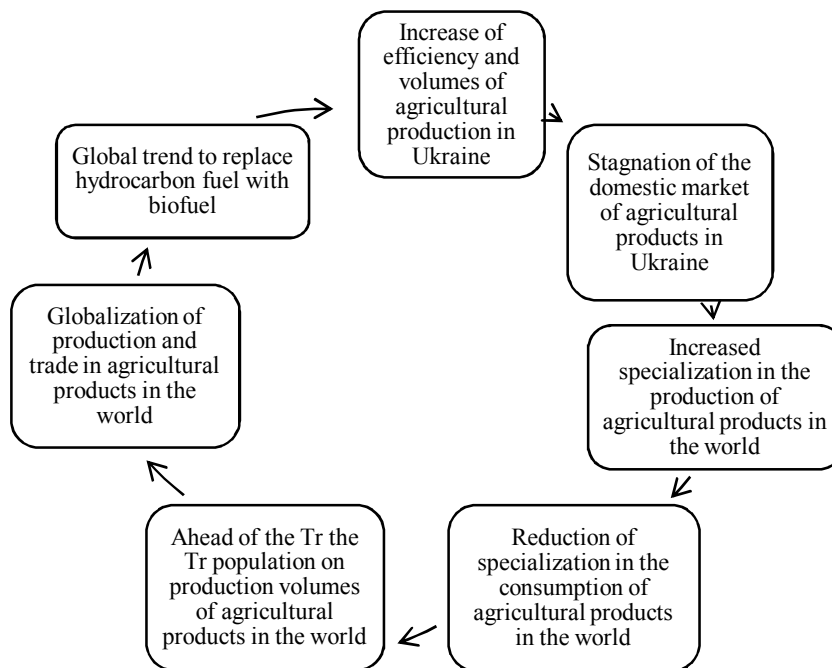 Increase of
efficiency and
volumes of
agricultural
production in
Ukraine
Stagnation of the
domestic market
of agricultural
products in
Ukraine
Increased
specialization in the
production of
agricultural products in
the world
Reduction of
specialization in the
consumption of
agricultural products
in the world
Ahead of the Tr the
Tr population on
production volumes
of agricultural
products in the world
Globalization of
production and
trade in agricultural
products in the
world
Global trend to replace
hydrocarbon fuel with
biofuel